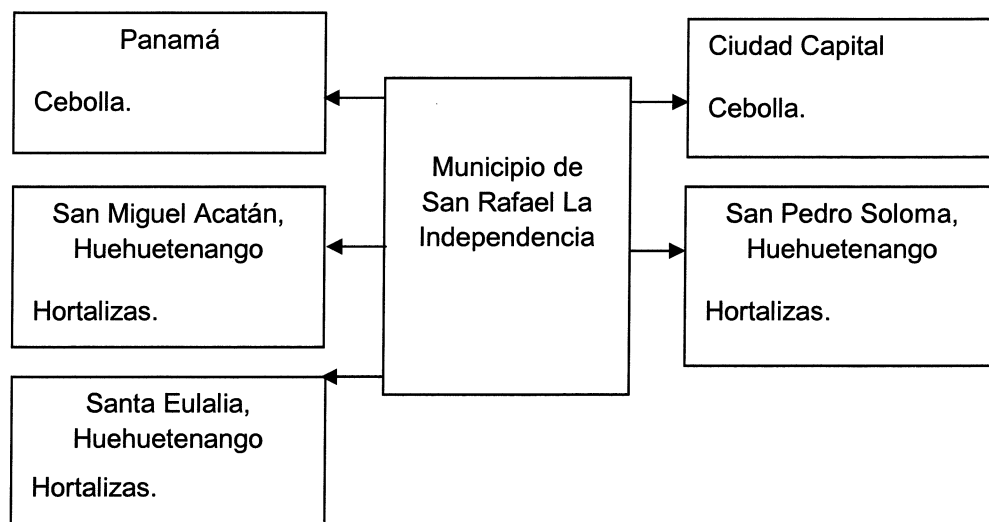 Panamá
Cebolla.
San Miguel Acatán,
Huehuetenango
Hortalizas.
Santa Eulalia,
Huehuetenango
Hortalizas.
Municipio de
San Rafael La
Independencia
Ciudad Capital
Cebolla.
San Pedro Soloma,
Huehuetenango
Hortalizas.